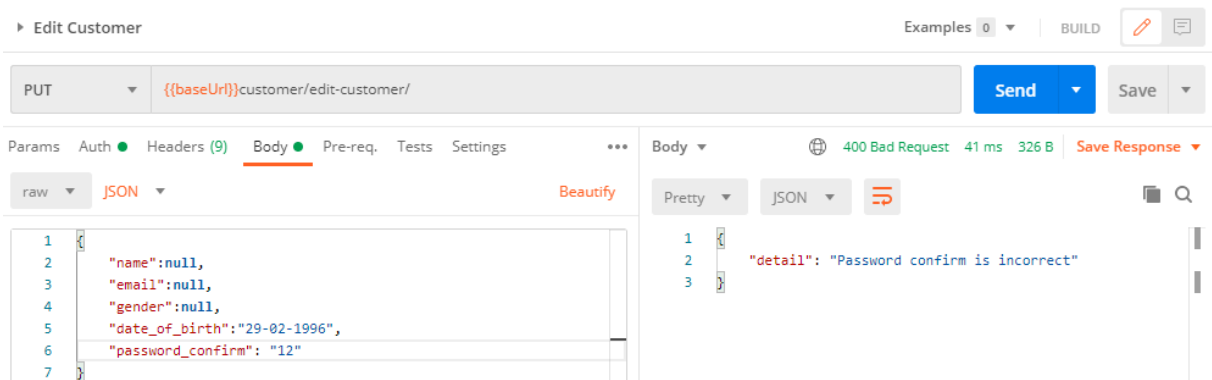 Edit Customer
Examples 0
BUILD
PUT
{{baseUrl}}customer/edit-customer/
Send
Save
Params Auth Headers (9) Body Pre-req. Tests Settings
raw JSON Beautify
1 {
2 "name":null,
3 "email":null,
4 "gender":null,
5 "date_of_birth":"29-02-1996",
6 "password_confirm": "12"
7 }
Body 400 Bad Request 41 ms 326 B Save Response
Pretty JSON
1 {
2 "detail": "Password confirm is incorrect"
3 }